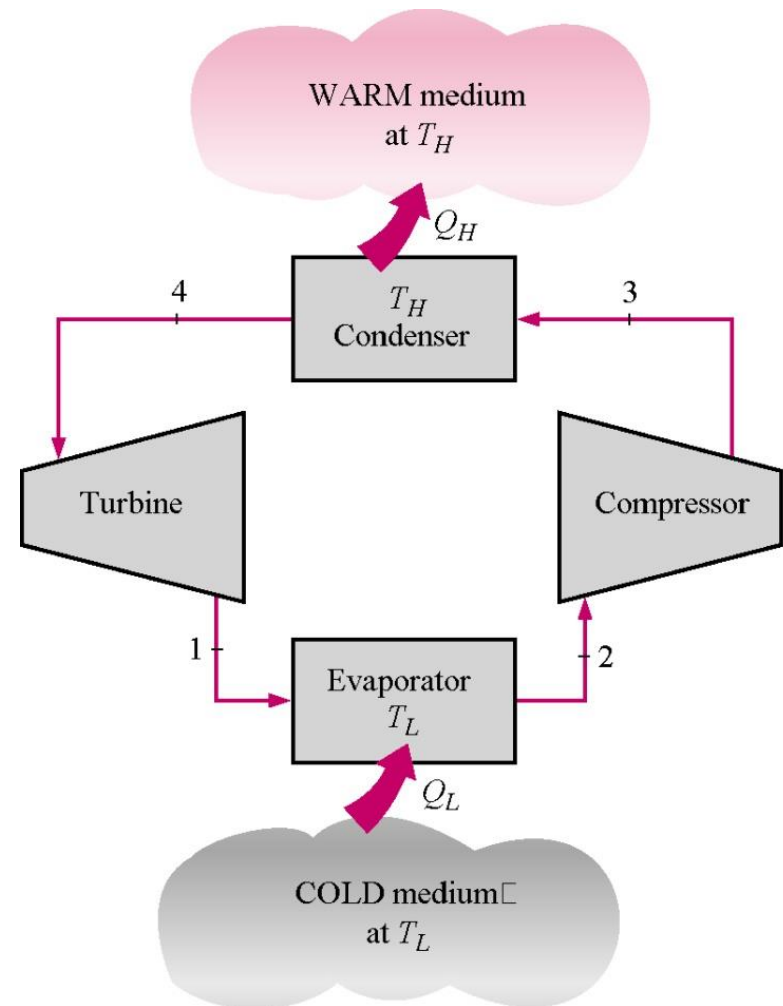 WARM medium
at T_H
Q_H
4
T_H
Condenser
3
Turbine
Compressor
1
Evaporator
T_L
2
Q_L
COLD medium□
at T_L